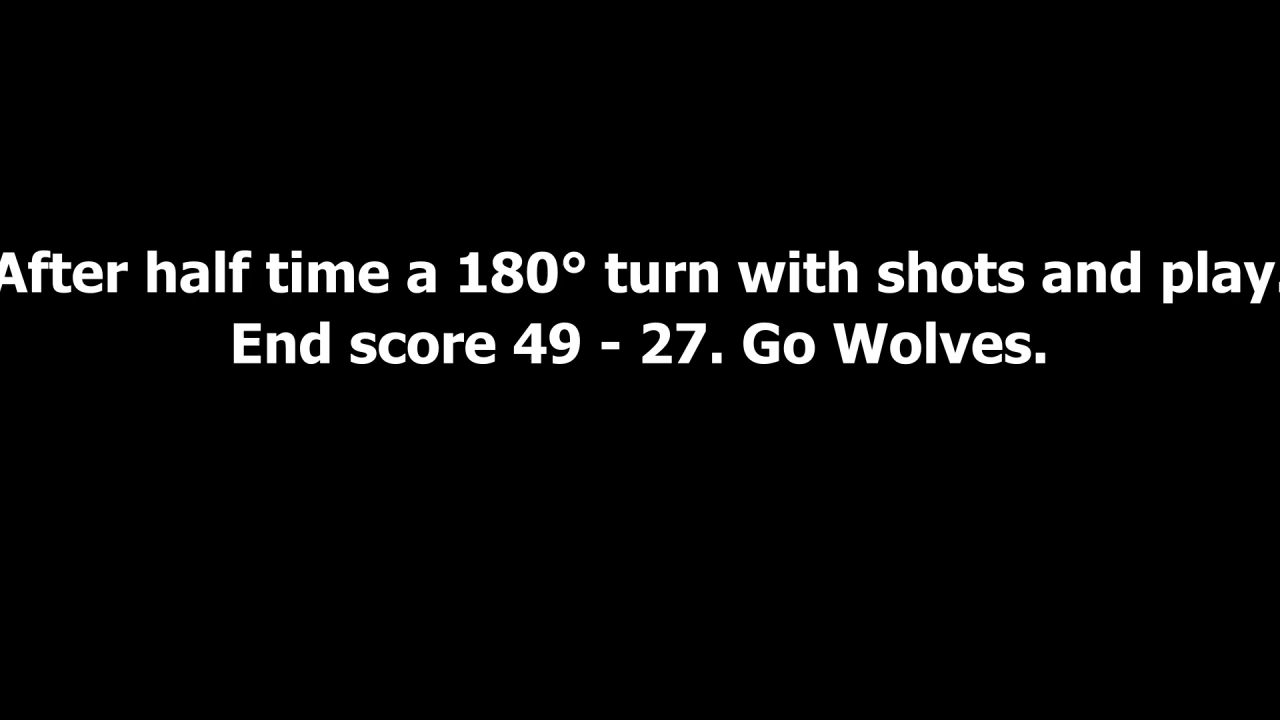 After half time a 180° turn with shots and play.
End score 49 - 27. Go Wolves.